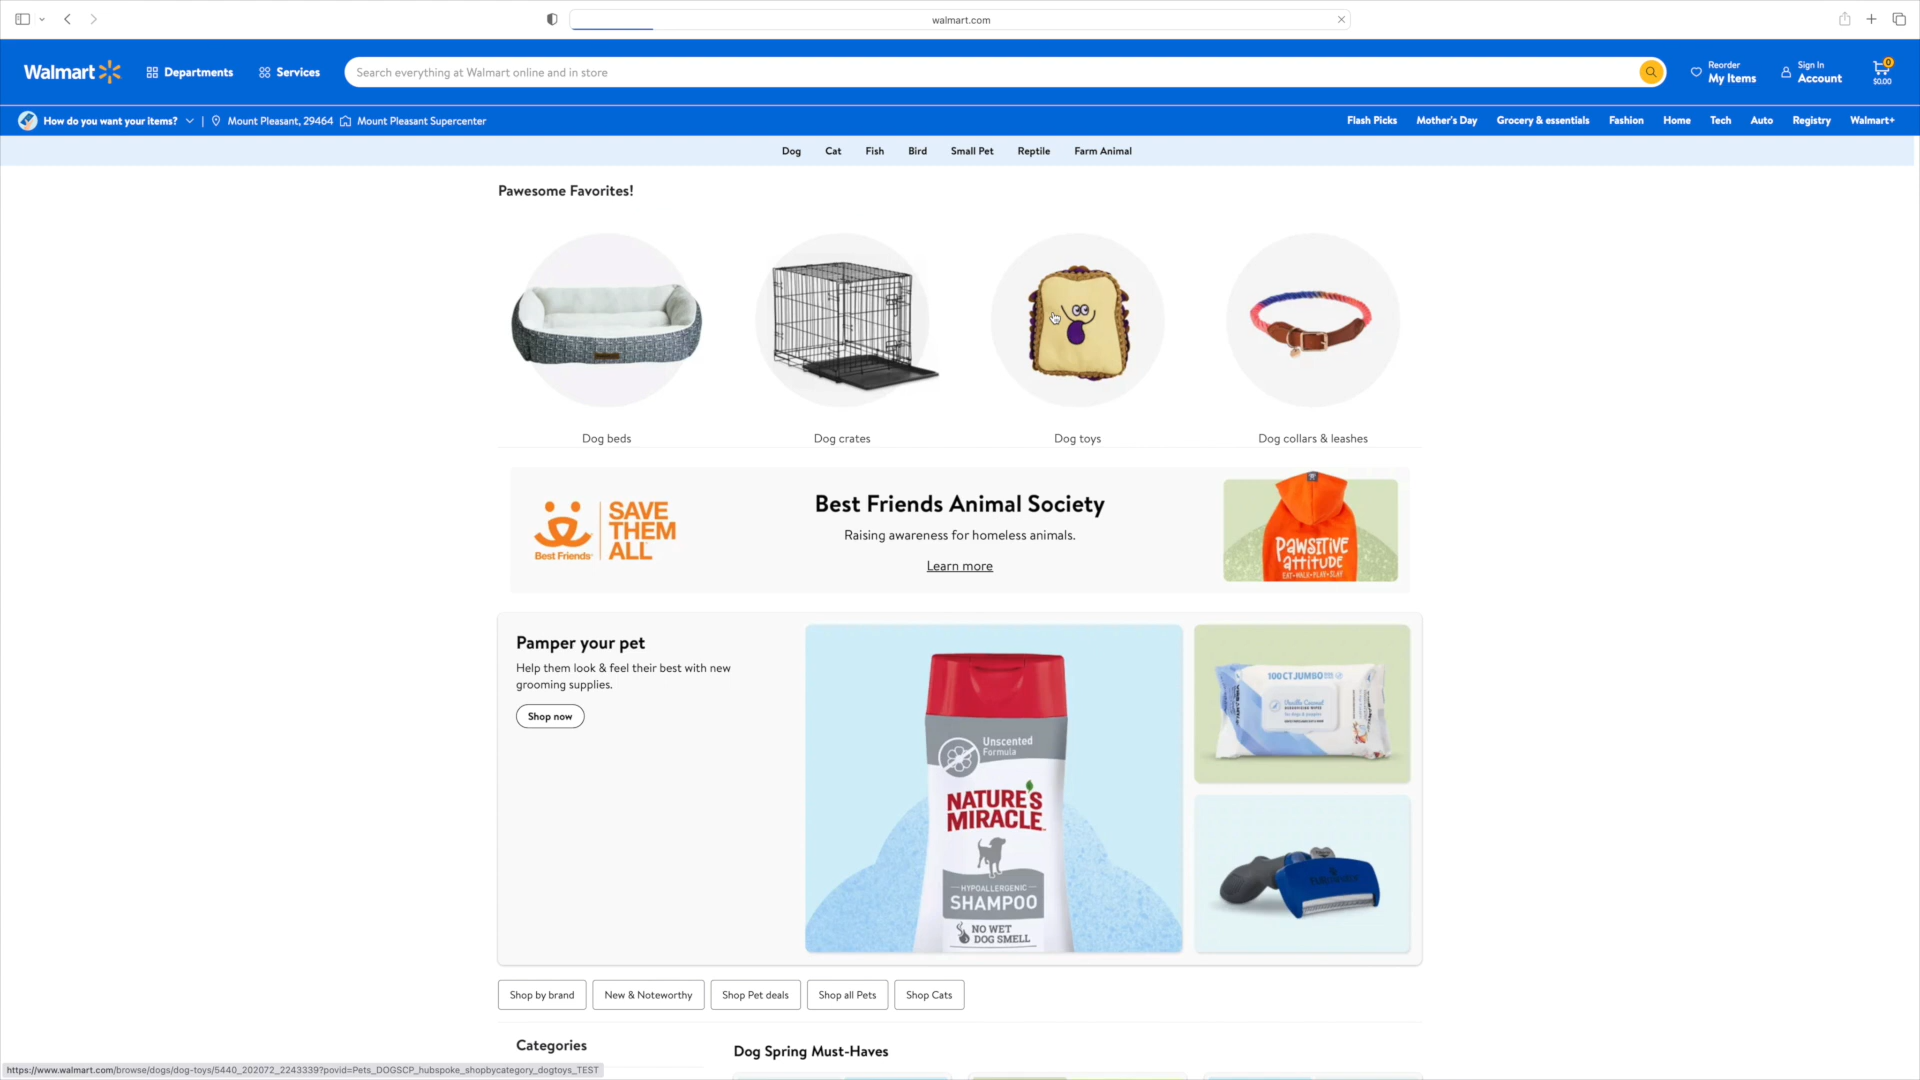 walmart.com
Walmart
Departments
Services
Search everything at Walmart online and in store
Reorder
My Items
Sign In
Account
0
$0.00
How do you want your items?
|
Mount Pleasant, 29464
Mount Pleasant Supercenter
Flash Picks
Mother's Day
Grocery & essentials
Fashion
Home
Tech
Auto
Registry
Walmart+
Dog
Cat
Fish
Bird
Small Pet
Reptile
Farm Animal
Pawesome Favorites!
Dog beds
Dog crates
Dog toys
Dog collars & leashes
Best Friends
SAVE
THEM
ALL
Best Friends Animal Society
Raising awareness for homeless animals.
Learn more
PAWSITIVE
attitude
EAT•WALK•PLAY•SLAY
Pamper your pet
Help them look & feel their best with new
grooming supplies.
Shop now
Unscented
Formula
NATURE'S
MIRACLE
HYPOALLERGENIC
SHAMPOO
NO WET
DOG SMELL
100 CT JUMBO
Shop by brand
New & Noteworthy
Shop Pet deals
Shop all Pets
Shop Cats
Categories
Dog Spring Must-Haves
https://www.walmart.com/browse/dogs/dog-toys/5440_202072_2243339?povid=Pets_DOGSCP_hubspoke_shopbycategory_dogtoys_TEST